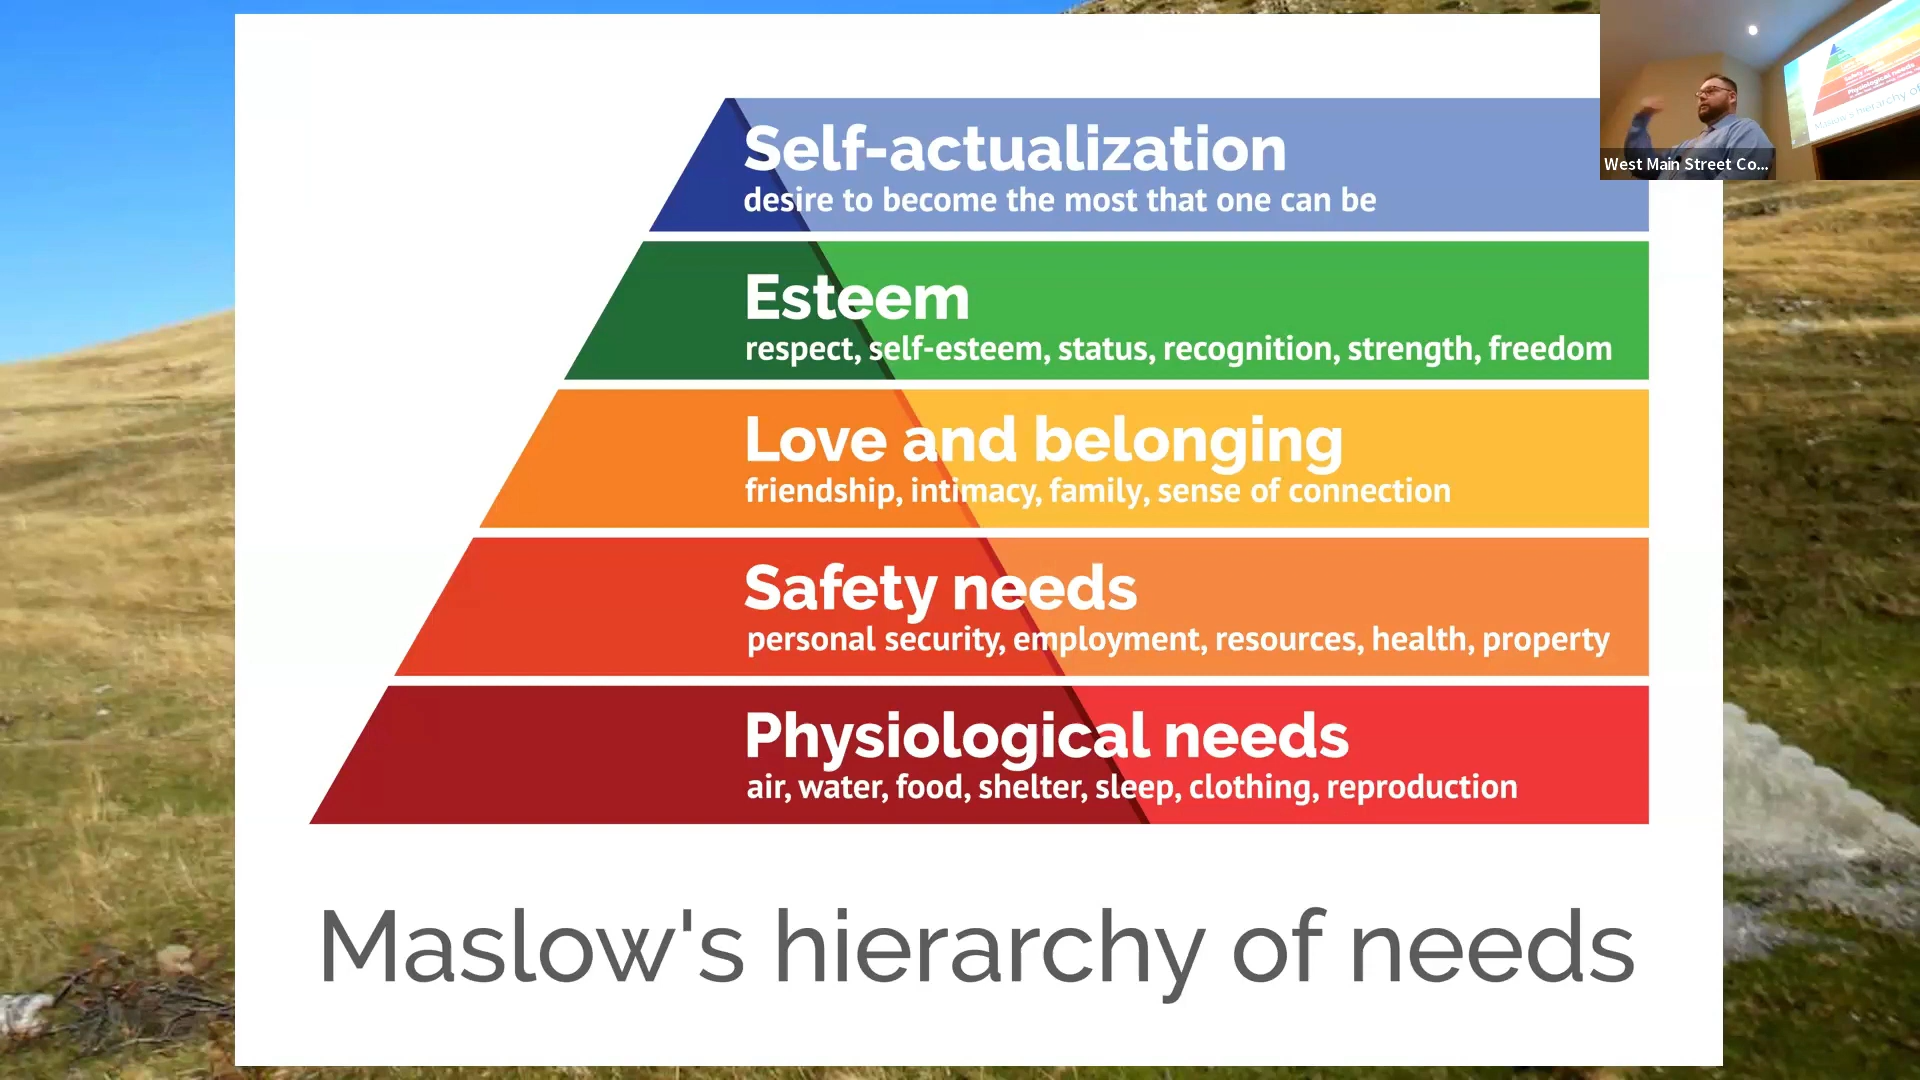 Self-actualization
desire to become the most that one can be
Esteem
respect, self-esteem, status, recognition, strength, freedom
Love and belonging
friendship, intimacy, family, sense of connection
Safety needs
personal security, employment, resources, health, property
Physiological needs
air, water, food, shelter, sleep, clothing, reproduction
Maslow's hierarchy of needs
West Main Street Co...